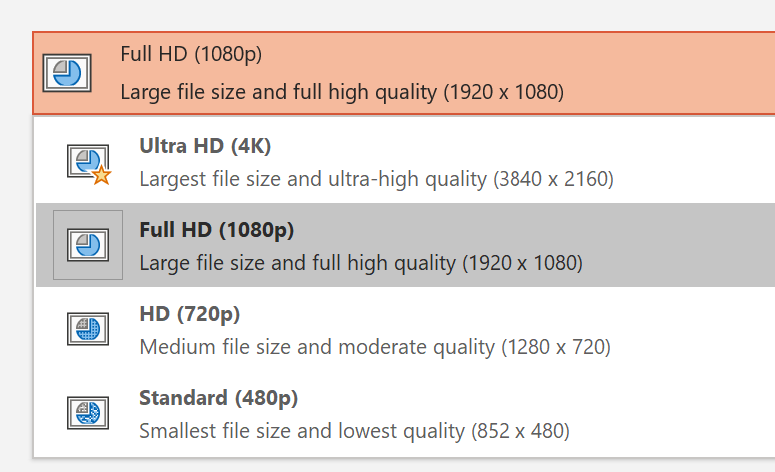 Full HD (1080p)
Large file size and full high quality (1920 x 1080)
Ultra HD (4K)
Largest file size and ultra-high quality (3840 x 2160)
Full HD (1080p)
Large file size and full high quality (1920 x 1080)
HD (720p)
Medium file size and moderate quality (1280 x 720)
Standard (480p)
Smallest file size and lowest quality (852 x 480)